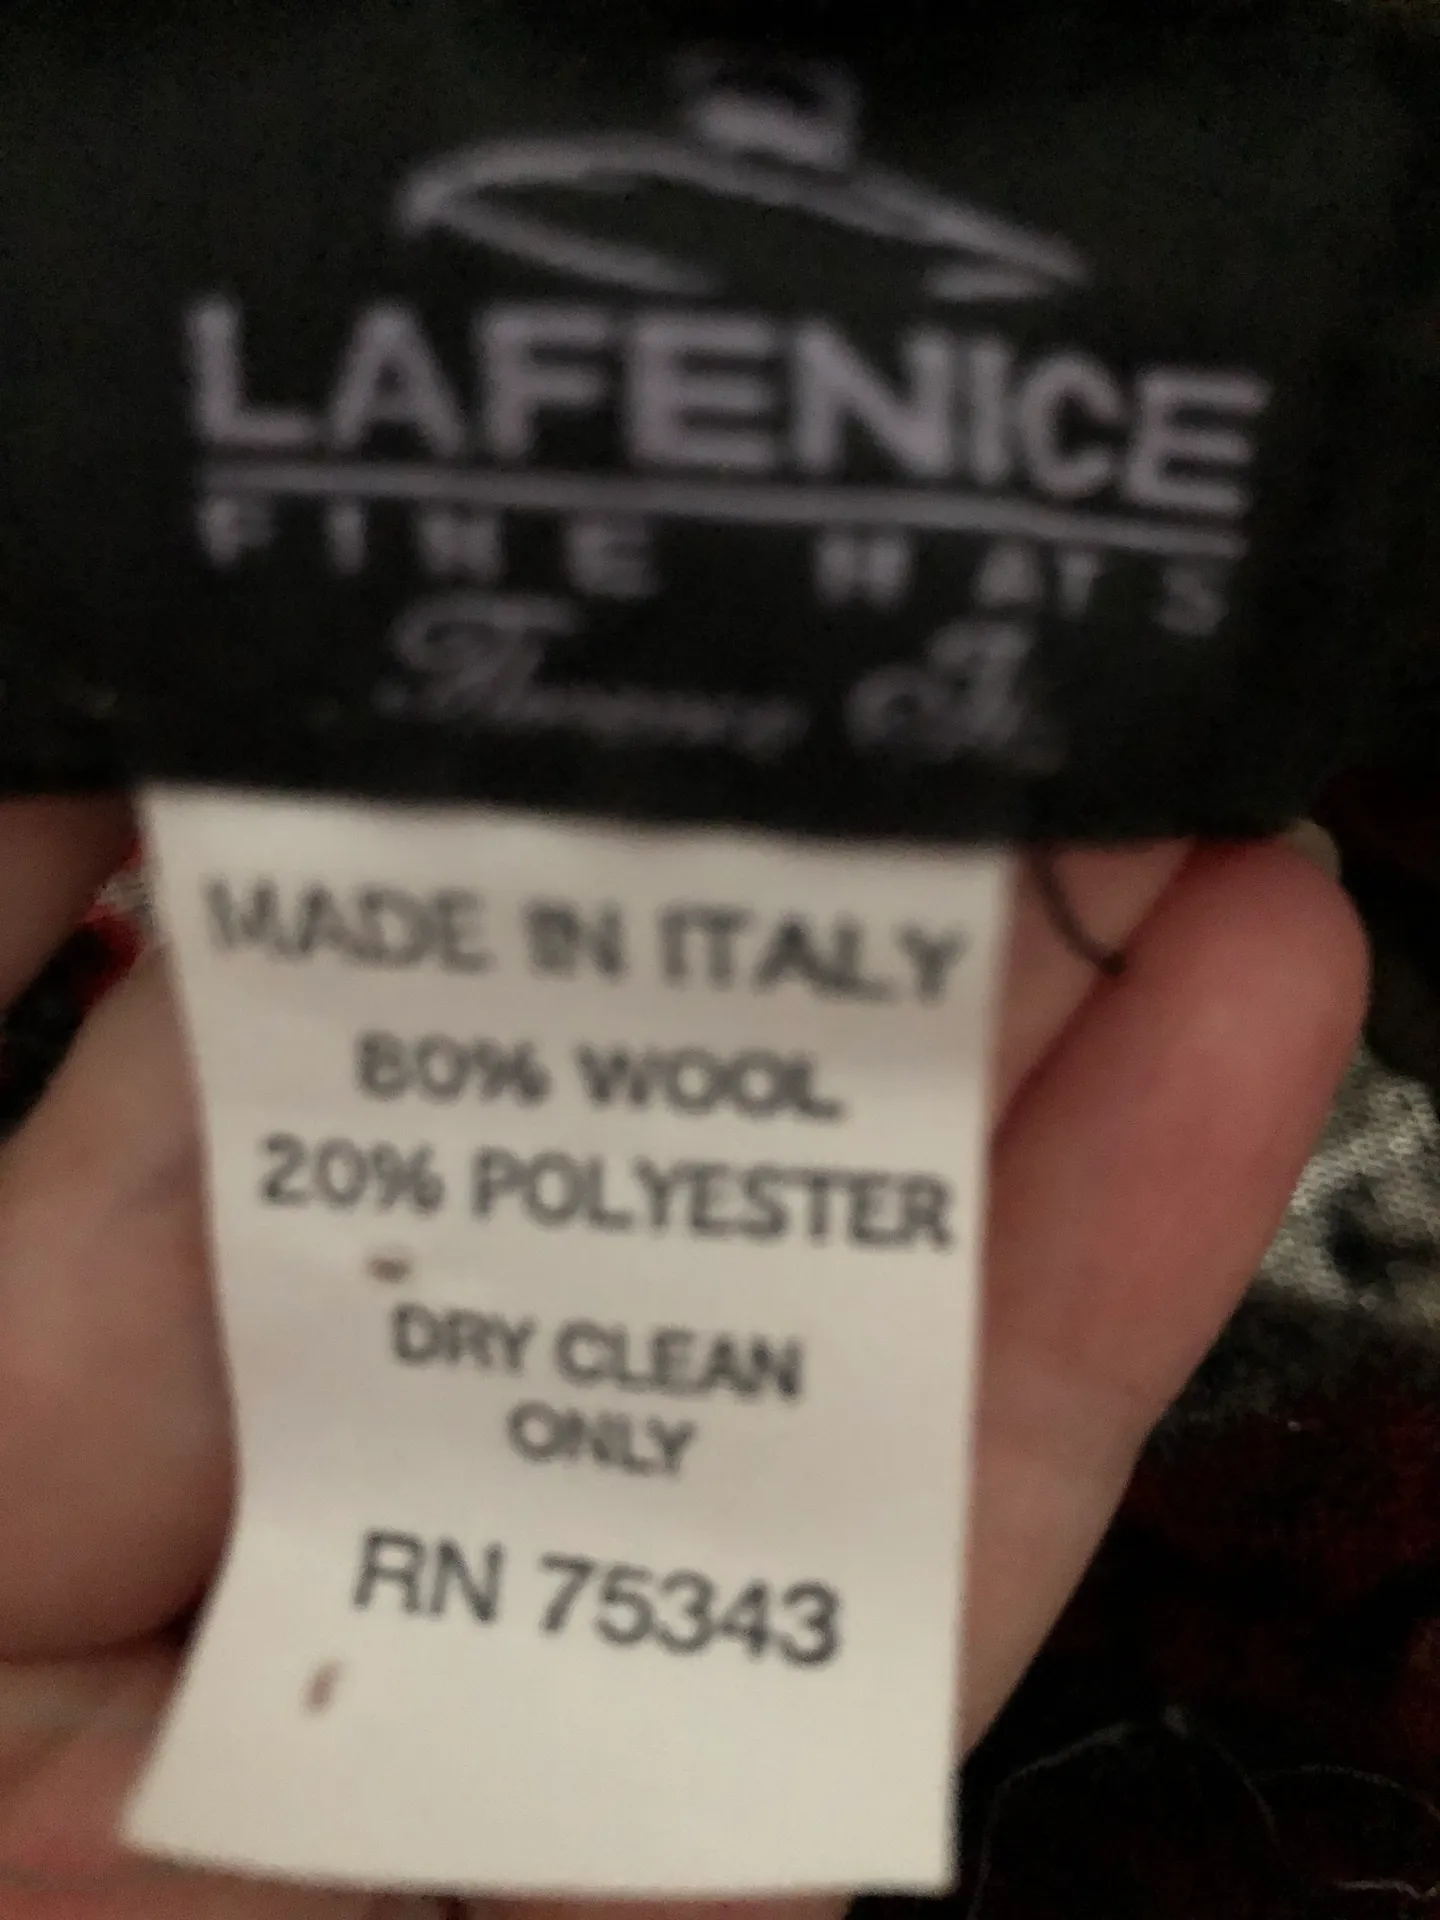 LAFENICE
FINE HATS
MADE IN ITALY
80% WOOL
20% POLYESTER
DRY CLEAN
ONLY
RN 75343